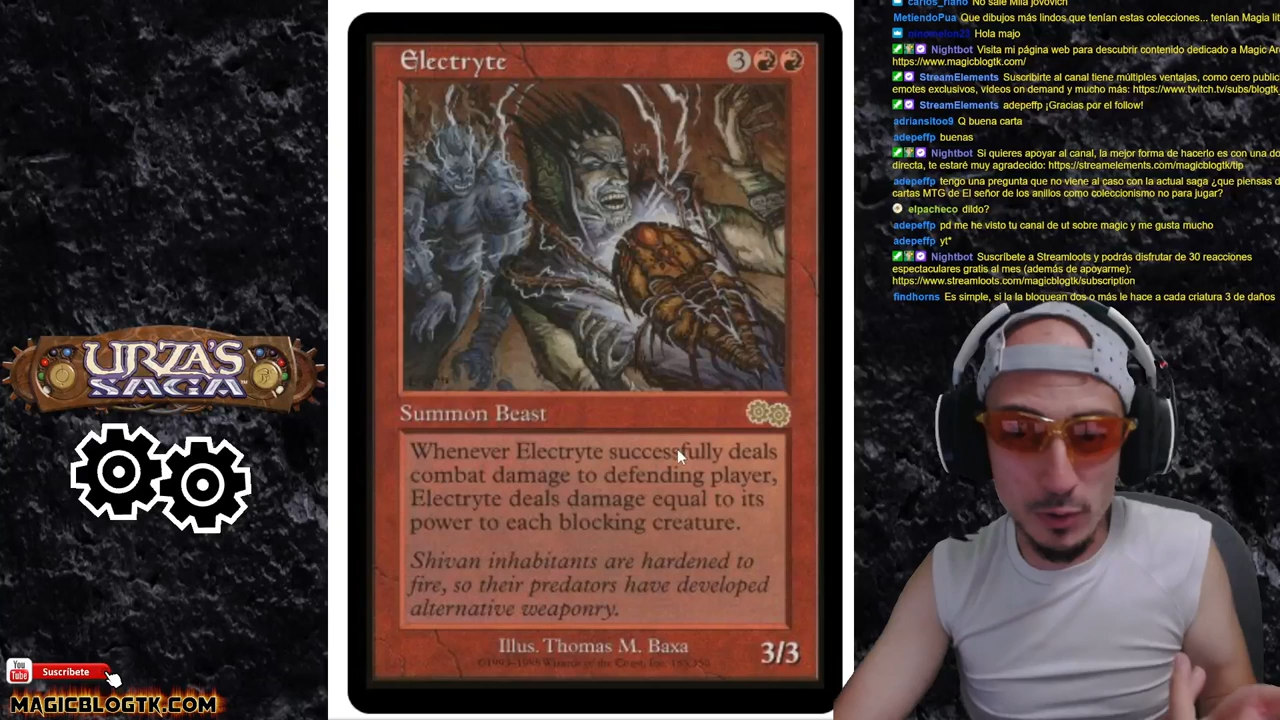 Electryte
3
Summon Beast
Whenever Electryte successfully deals
combat damage to defending player,
Electryte deals damage equal to its
power to each blocking creature.
Shivan inhabitants are hardened to
fire, so their predators have developed
alternative weaponry.
Illus. Thomas M. Baxa
3/3
URZA'S
SAGA
You
Tube
Suscríbete
MAGICBLOGTK.COM
carlos_riano No sale Mila jovovich
MetiendoPua Que dibujos más lindos que tenían estas colecciones... tenían Magia
Hola majo
Nightbot Visita mi página web para descubrir contenido dedicado a Magic
https://www.magicblogtk.com/
StreamElements Suscribirte al canal tiene múltiples ventajas, como cero
emotes exclusivos, vídeos on demand y mucho más: https://www.twitch.tv/subs/blogtk
StreamElements adepeffp ¡Gracias por el follow!
adriansitoo9 Q buena carta
adepeffp buenas
Nightbot Si quieres apoyar al canal, la mejor forma de hacerlo es con una
directa, te estaré muy agradecido: https://streamelements.com/magicblogtk/tip
adepeffp tengo una pregunta que no viene al caso con la actual saga ¿que piensas
cartas MTG de El señor de los anillos como coleccionismo no para jugar?
elpacheco dildo?
adepeffp pd me he visto tu canal de ut sobre magic y me gusta mucho
adepeffp yt*
Nightbot Suscríbete a Streamloots y podrás disfrutar de 30 reacciones
espectaculares gratis al mes (además de apoyarme):
https://www.streamloots.com/magicblogtk/subscription
findhorns Es simple, si la la bloquean dos o más le hace a cada criatura 3 de daños